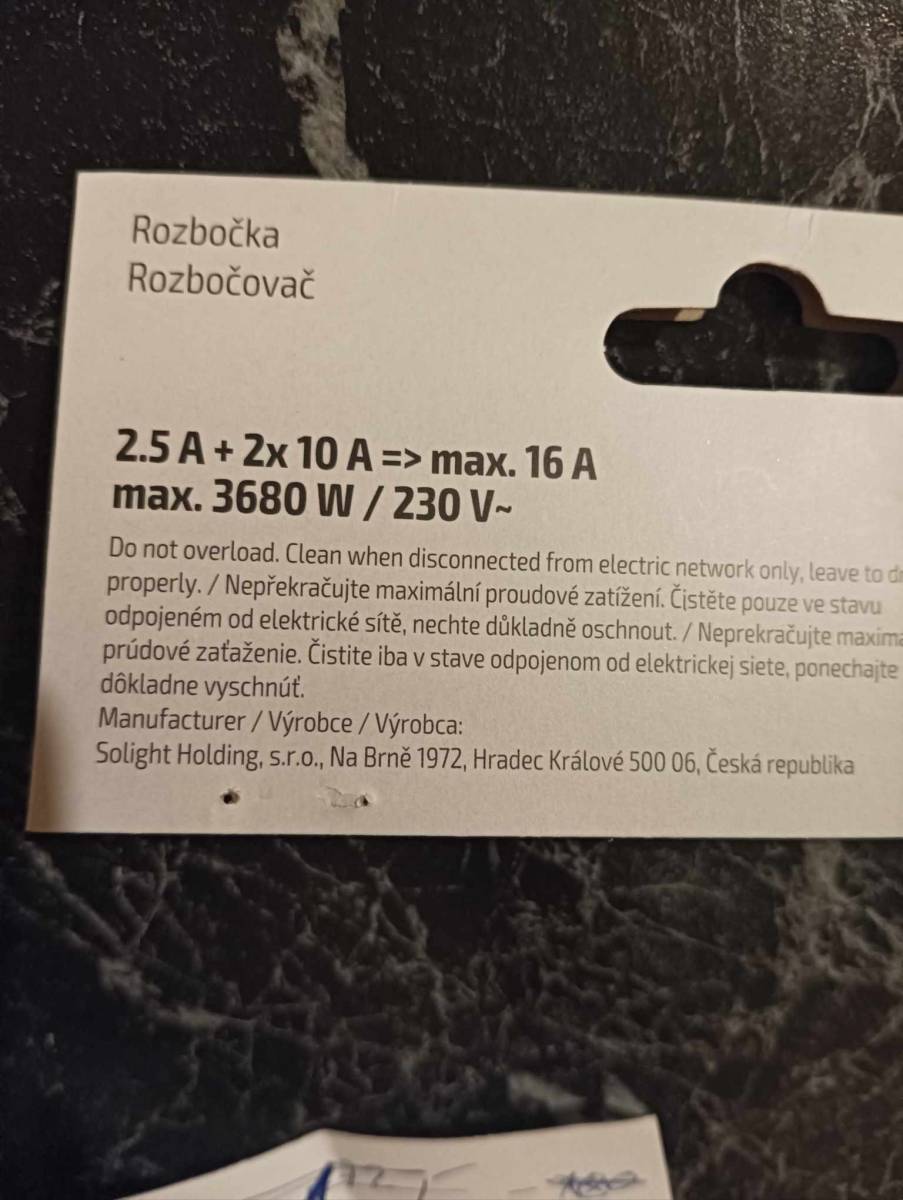 Rozbočka
Rozbočovač
2.5 A + 2x 10 A => max. 16 A
max. 3680 W / 230 V~
Do not overload. Clean when disconnected from electric network only, leave to
properly. / Nepřekračujte maximální proudové zatížení. Čistěte pouze ve stavu
odpojeném od elektrické sítě, nechte důkladně oschnout. / Neprekračujte
prúdové zaťaženie. Čistite iba v stave odpojenom od elektrickej siete, ponechajte
dôkladne vyschnúť.
Manufacturer / Výrobce / Výrobca:
Solight Holding, s.r.o., Na Brně 1972, Hradec Králové 500 06, Česká republika